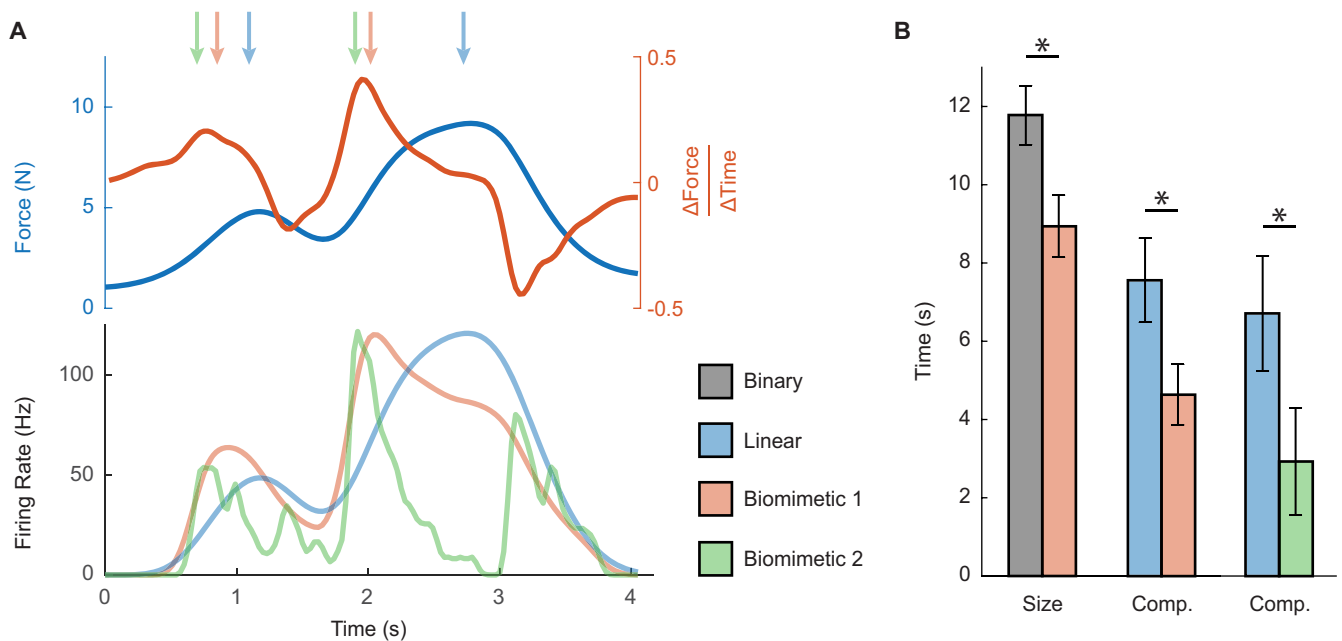 A
10
5
0
Force (N)
0.5
0
-0.5
ΔForce
ΔTime
100
50
0
Firing Rate (Hz)
0
1
2
3
4
Time (s)
Binary
Linear
Biomimetic 1
Biomimetic 2
B
*
*
*
12
10
8
6
4
2
0
Time (s)
Size
Comp.
Comp.